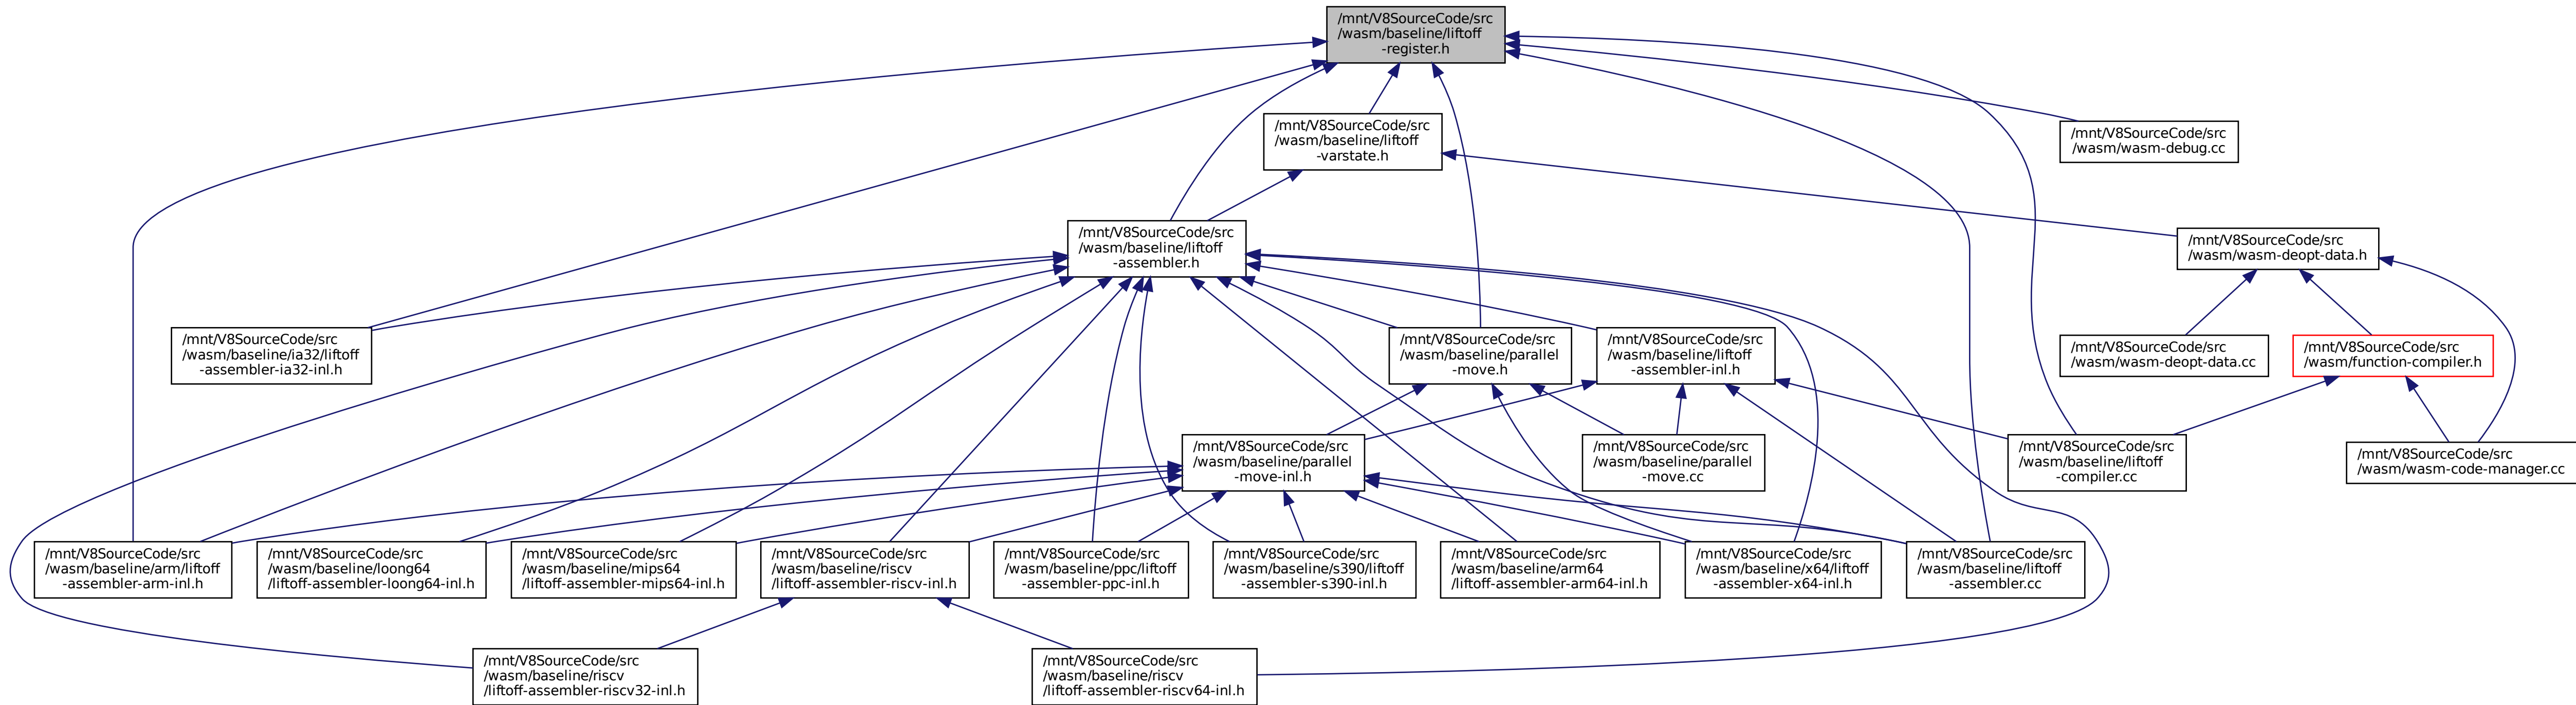 /mnt/V8SourceCode/src
/wasm/baseline/liftoff
-register.h
/mnt/V8SourceCode/src
/wasm/baseline/liftoff
-varstate.h
/mnt/V8SourceCode/src
/wasm/wasm-debug.cc
/mnt/V8SourceCode/src
/wasm/baseline/liftoff
-assembler.h
/mnt/V8SourceCode/src
/wasm/wasm-deopt-data.h
/mnt/V8SourceCode/src
/wasm/baseline/ia32/liftoff
-assembler-ia32-inl.h
/mnt/V8SourceCode/src
/wasm/baseline/parallel
-move.h
/mnt/V8SourceCode/src
/wasm/baseline/liftoff
-assembler-inl.h
/mnt/V8SourceCode/src
/wasm/wasm-deopt-data.cc
/mnt/V8SourceCode/src
/wasm/function-compiler.h
/mnt/V8SourceCode/src
/wasm/baseline/parallel
-move-inl.h
/mnt/V8SourceCode/src
/wasm/baseline/parallel
-move.cc
/mnt/V8SourceCode/src
/wasm/baseline/liftoff
-compiler.cc
/mnt/V8SourceCode/src
/wasm/wasm-code-manager.cc
/mnt/V8SourceCode/src
/wasm/baseline/arm/liftoff
-assembler-arm-inl.h
/mnt/V8SourceCode/src
/wasm/baseline/loong64
/liftoff-assembler-loong64-inl.h
/mnt/V8SourceCode/src
/wasm/baseline/mips64
/liftoff-assembler-mips64-inl.h
/mnt/V8SourceCode/src
/wasm/baseline/riscv
/liftoff-assembler-riscv-inl.h
/mnt/V8SourceCode/src
/wasm/baseline/ppc/liftoff
-assembler-ppc-inl.h
/mnt/V8SourceCode/src
/wasm/baseline/s390/liftoff
-assembler-s390-inl.h
/mnt/V8SourceCode/src
/wasm/baseline/arm64
/liftoff-assembler-arm64-inl.h
/mnt/V8SourceCode/src
/wasm/baseline/x64/liftoff
-assembler-x64-inl.h
/mnt/V8SourceCode/src
/wasm/baseline/liftoff
-assembler.cc
/mnt/V8SourceCode/src
/wasm/baseline/riscv
/liftoff-assembler-riscv32-inl.h
/mnt/V8SourceCode/src
/wasm/baseline/riscv
/liftoff-assembler-riscv64-inl.h